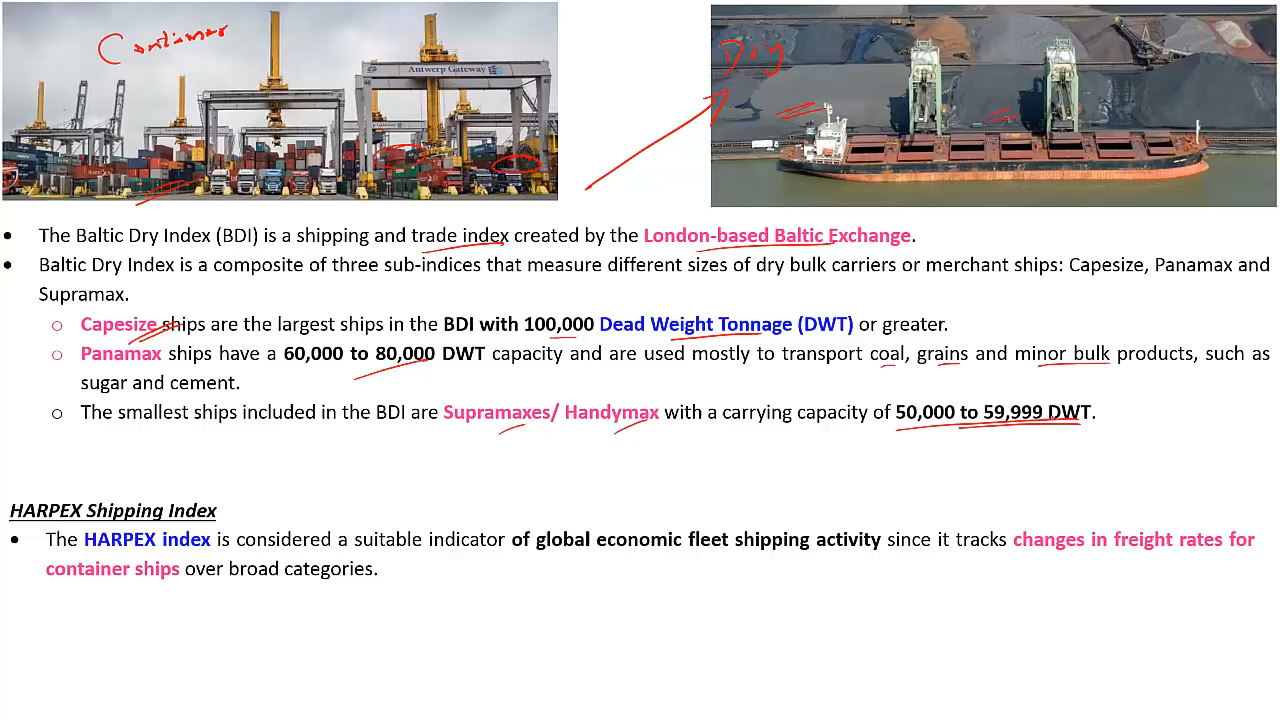 Container
Dry
Antwerp Gateway
• The Baltic Dry Index (BDI) is a shipping and trade index created by the London-based Baltic Exchange.
• Baltic Dry Index is a composite of three sub-indices that measure different sizes of dry bulk carriers or merchant ships: Capesize, Panamax and
Supramax.
o Capesize ships are the largest ships in the BDI with 100,000 Dead Weight Tonnage (DWT) or greater.
o Panamax ships have a 60,000 to 80,000 DWT capacity and are used mostly to transport coal, grains and minor bulk products, such as
sugar and cement.
o The smallest ships included in the BDI are Supramaxes/ Handymax with a carrying capacity of 50,000 to 59,999 DWT.
HARPEX Shipping Index
• The HARPEX index is considered a suitable indicator of global economic fleet shipping activity since it tracks changes in freight rates for
container ships over broad categories.